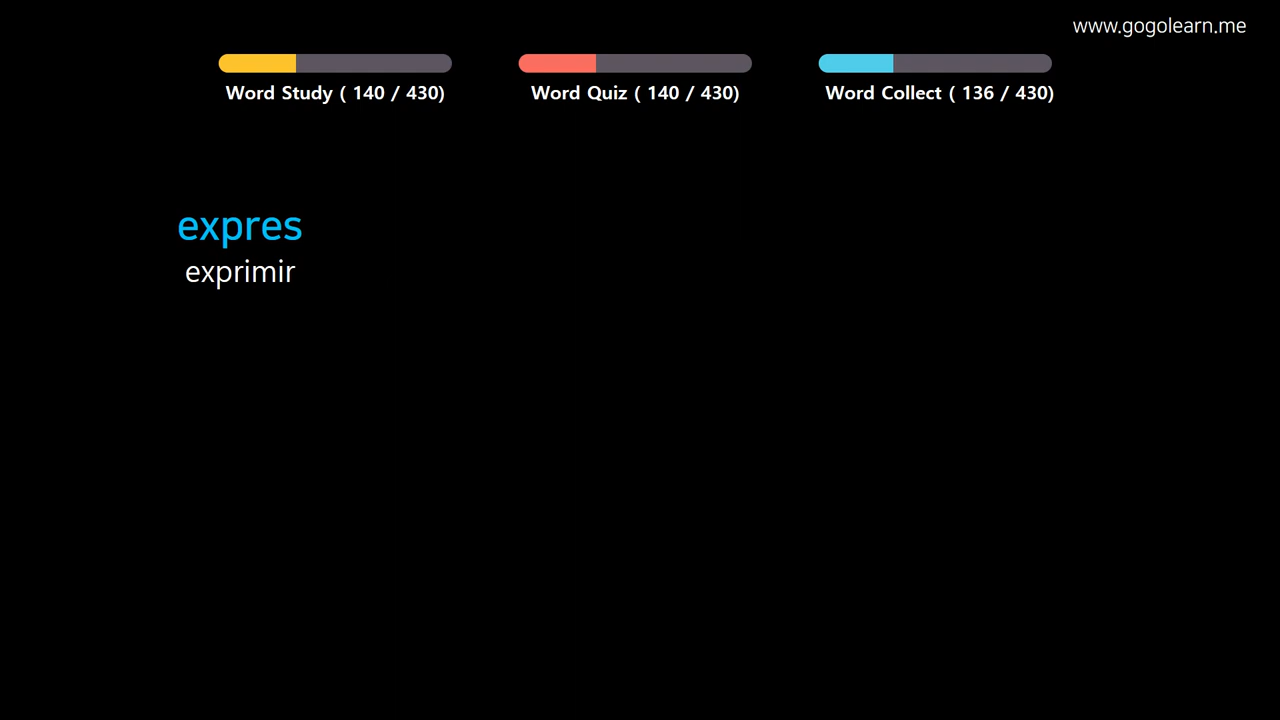 www.gogolearn.me
Word Study ( 140 / 430)
Word Quiz ( 140 / 430)
Word Collect ( 136 / 430)
expres
exprimir